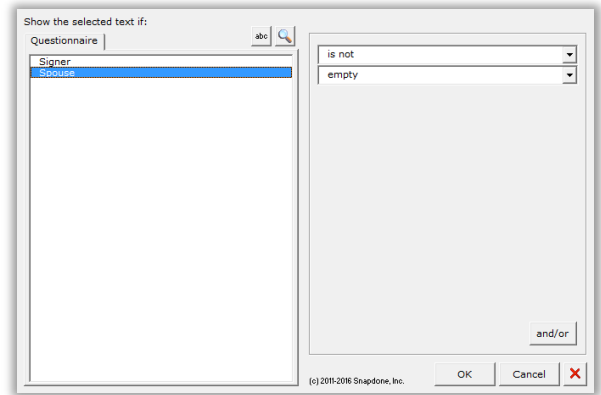 Show the selected text if:
Questionnaire
abc
Signer
Spouse
is not
empty
and/or
(c) 2011-2016 Snapdone, Inc.
OK
Cancel